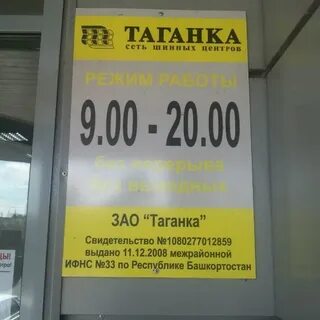 ТАГАНКА
сеть шинных центров
РЕЖИМ РАБОТЫ
9.00 - 20.00
без перерыва
без выходных
ЗАО "Таганка"
Свидетельство №1080277012859
выдано 11.12.2008 межрайонной
ИФНС №33 по Республике Башкортостан